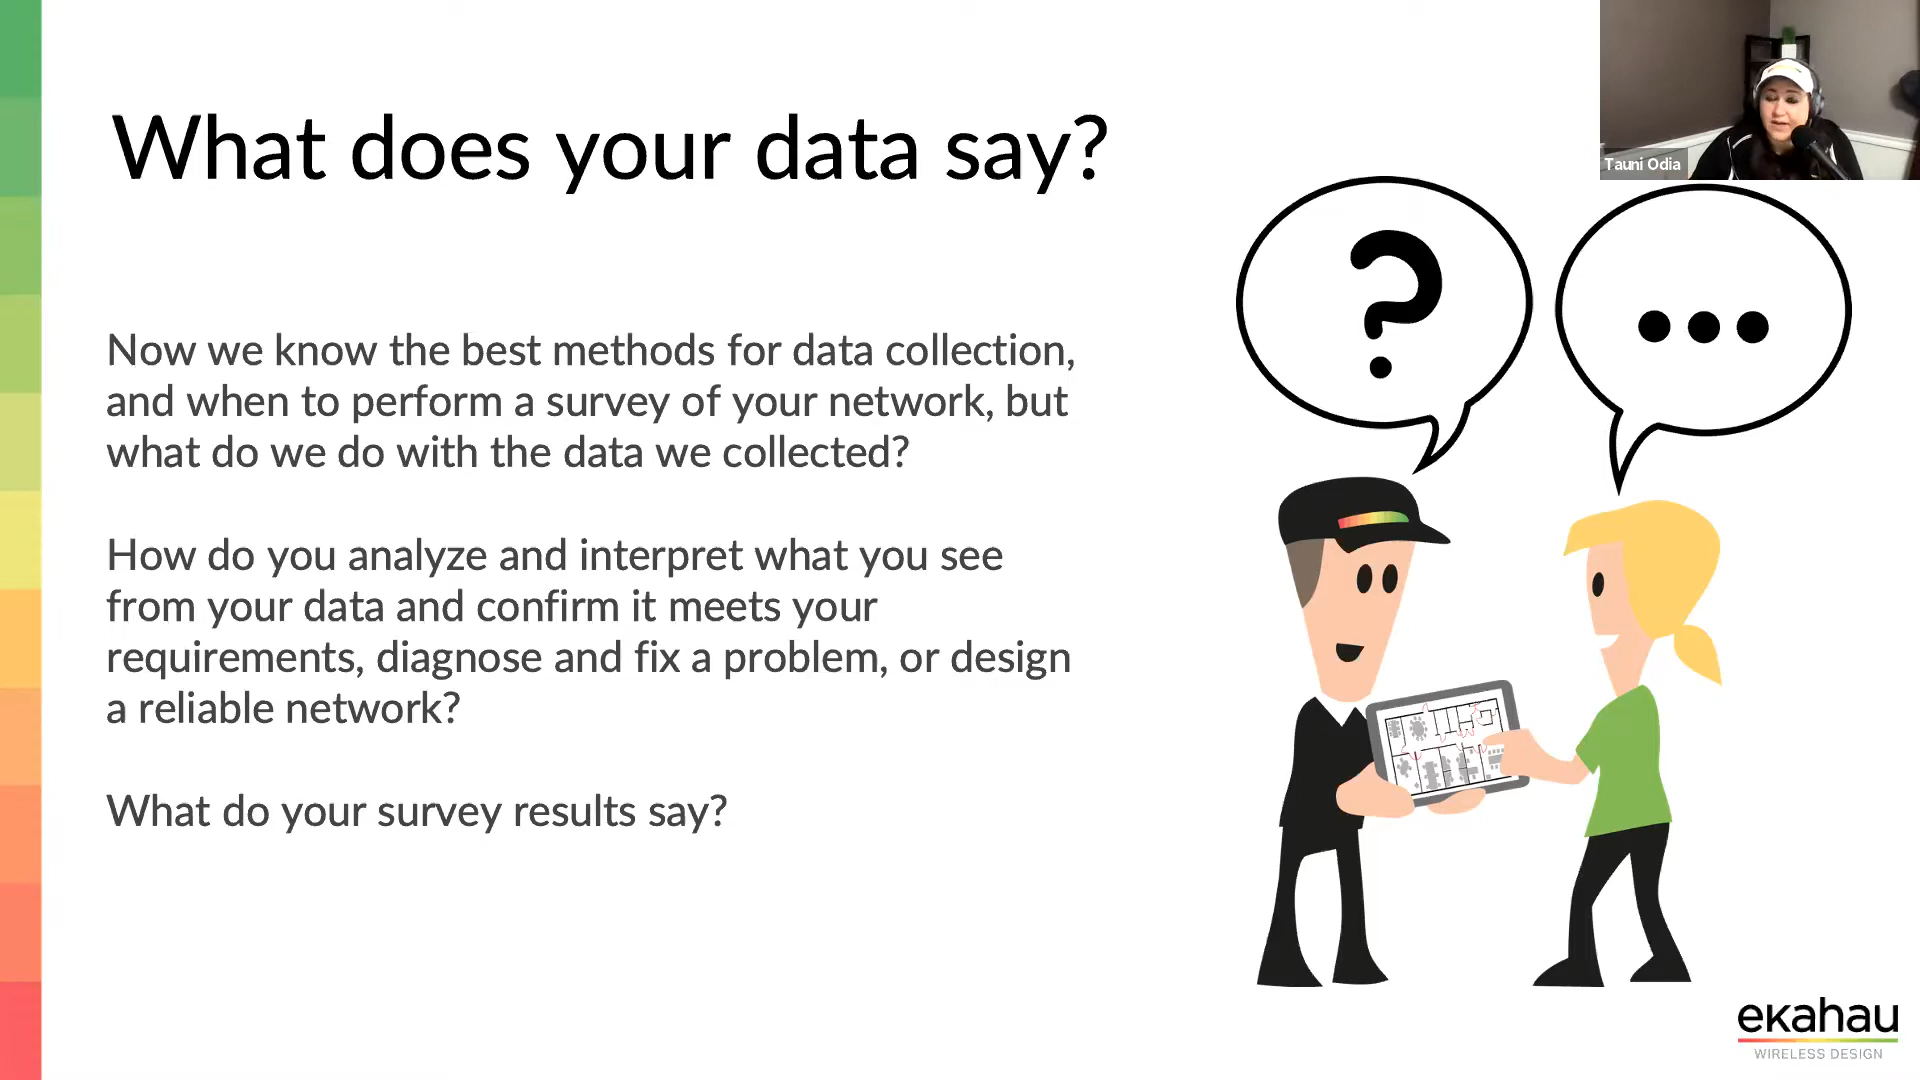 What does your data say?
Tauni Odia
Now we know the best methods for data collection,
and when to perform a survey of your network, but
what do we do with the data we collected?
How do you analyze and interpret what you see
from your data and confirm it meets your
requirements, diagnose and fix a problem, or design
a reliable network?
What do your survey results say?
ekahau
WIRELESS DESIGN